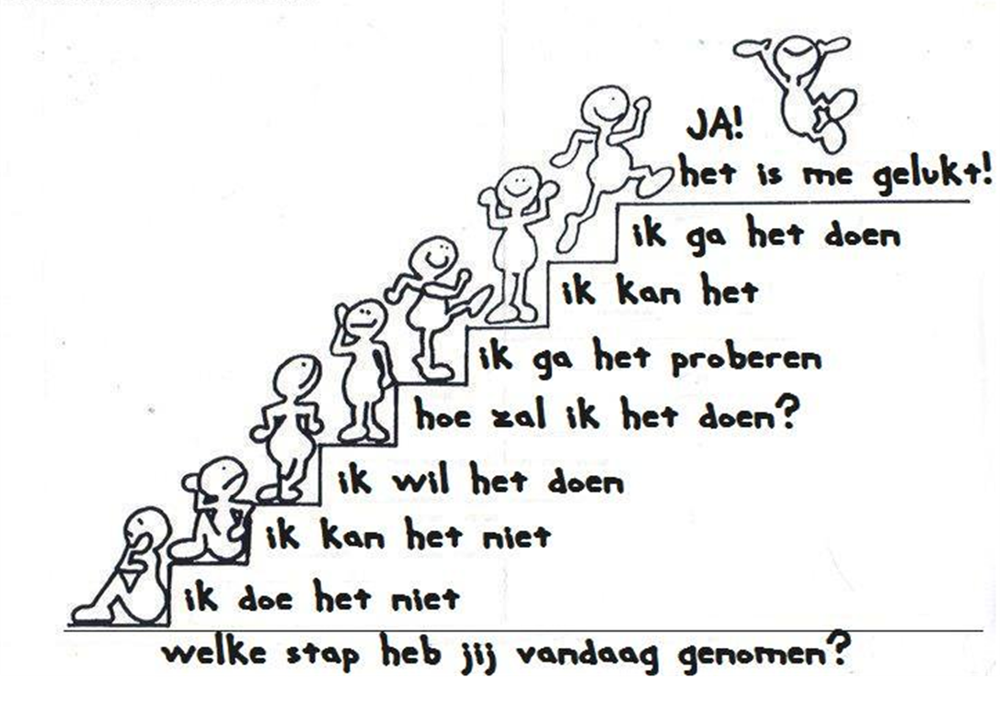 JA!
het is me gelukt!
ik ga het doen
ik kan het
ik ga het proberen
hoe zal ik het doen?
ik wil het doen
ik kan het niet
ik doe het niet
welke stap heb jij vandaag genomen?